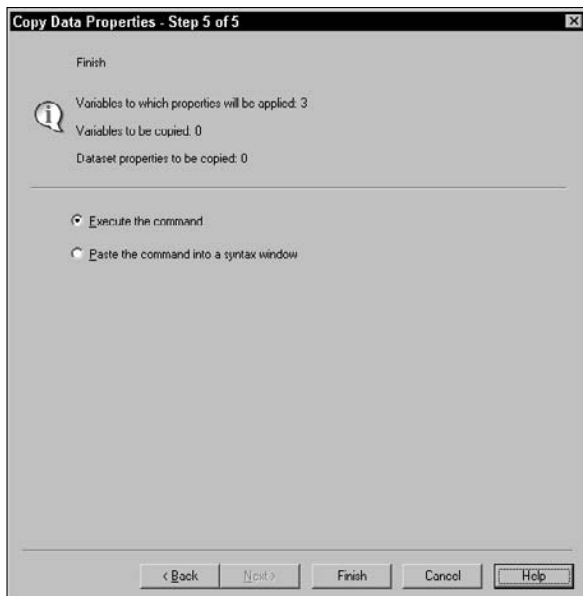 Copy Data Properties - Step 5 of 5
Finish
Variables to which properties will be applied: 3
Variables to be copied: 0
Dataset properties to be copied: 0
Execute the command
Paste the command into a syntax window
< Back Next > Finish Cancel Help